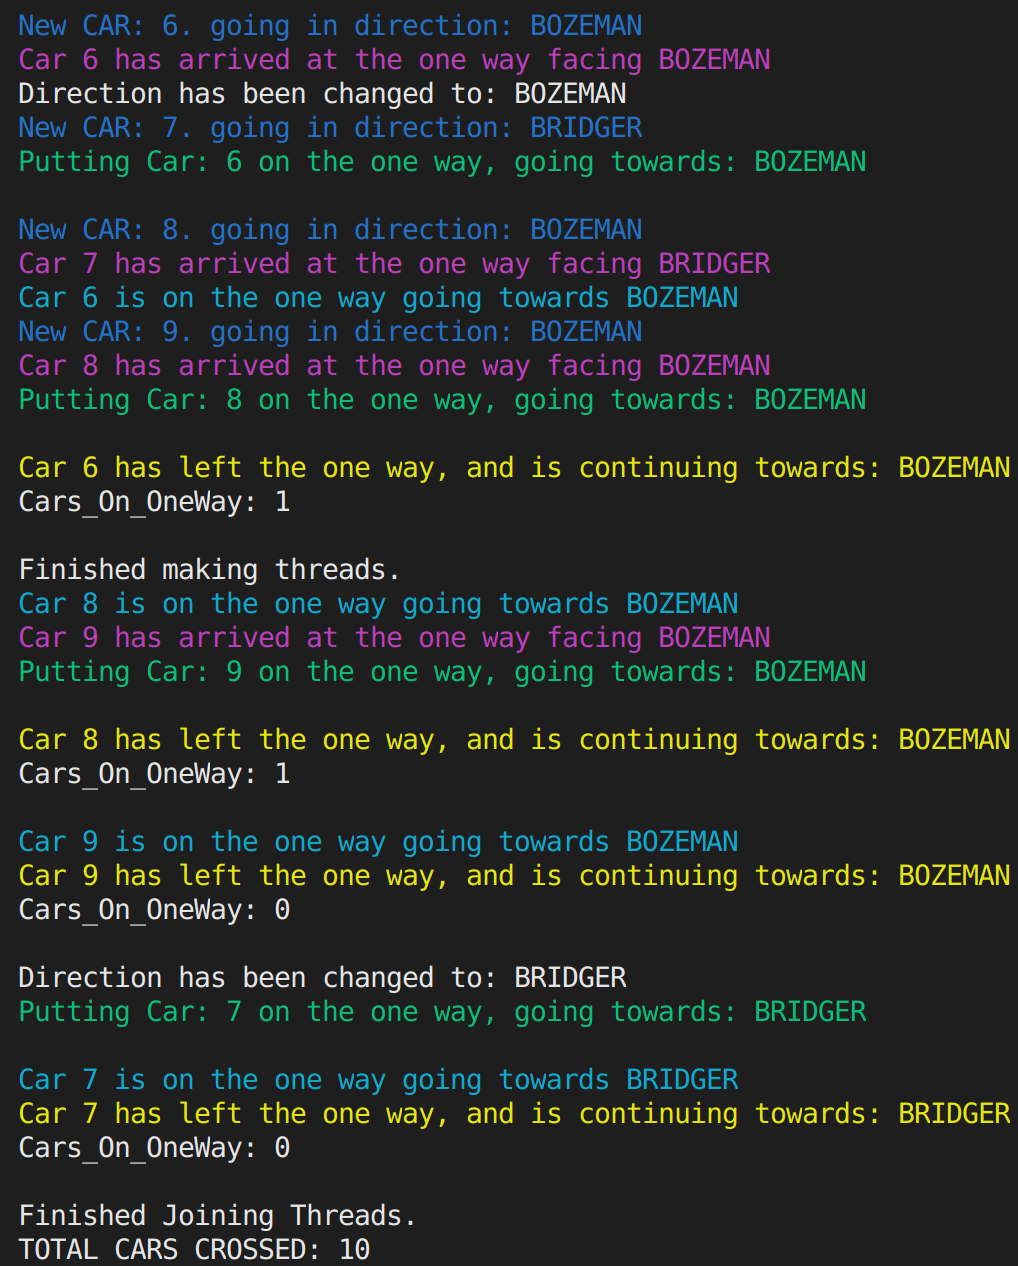 New CAR: 6. going in direction: BOZEMAN
Car 6 has arrived at the one way facing BOZEMAN
Direction has been changed to: BOZEMAN
New CAR: 7. going in direction: BRIDGER
Putting Car: 6 on the one way, going towards: BOZEMAN
New CAR: 8. going in direction: BOZEMAN
Car 7 has arrived at the one way facing BRIDGER
Car 6 is on the one way going towards BOZEMAN
New CAR: 9. going in direction: BOZEMAN
Car 8 has arrived at the one way facing BOZEMAN
Putting Car: 8 on the one way, going towards: BOZEMAN
Car 6 has left the one way, and is continuing towards: BOZEMAN
Cars_On_OneWay: 1
Finished making threads.
Car 8 is on the one way going towards BOZEMAN
Car 9 has arrived at the one way facing BOZEMAN
Putting Car: 9 on the one way, going towards: BOZEMAN
Car 8 has left the one way, and is continuing towards: BOZEMAN
Cars_On_OneWay: 1
Car 9 is on the one way going towards BOZEMAN
Car 9 has left the one way, and is continuing towards: BOZEMAN
Cars_On_OneWay: 0
Direction has been changed to: BRIDGER
Putting Car: 7 on the one way, going towards: BRIDGER
Car 7 is on the one way going towards BRIDGER
Car 7 has left the one way, and is continuing towards: BRIDGER
Cars_On_OneWay: 0
Finished Joining Threads.
TOTAL CARS CROSSED: 10